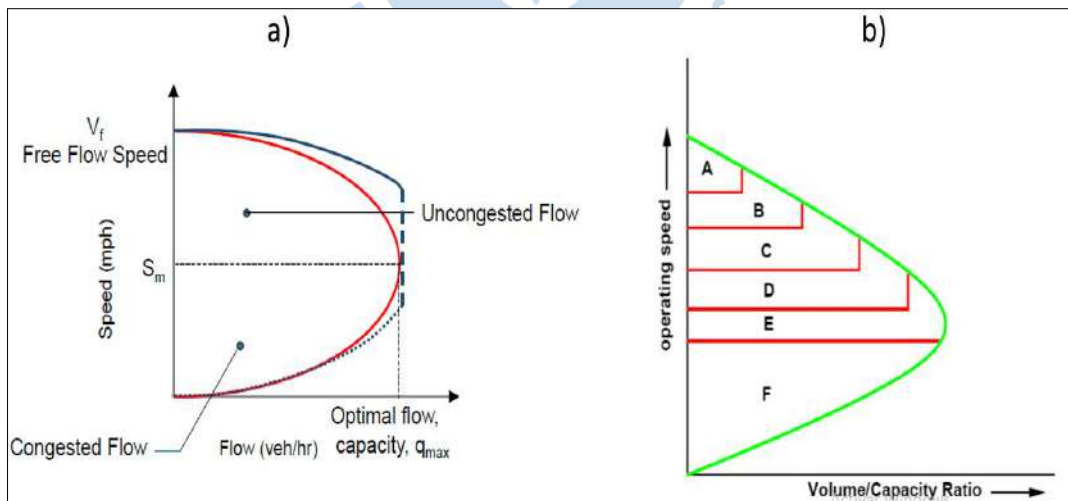 a)
V_f
Free Flow Speed
Speed (mph)
S_m
Uncongested Flow
Congested Flow
Flow (veh/hr)
Optimal flow,
capacity, q_max
b)
operating speed
A
B
C
D
E
F
Volume/Capacity Ratio